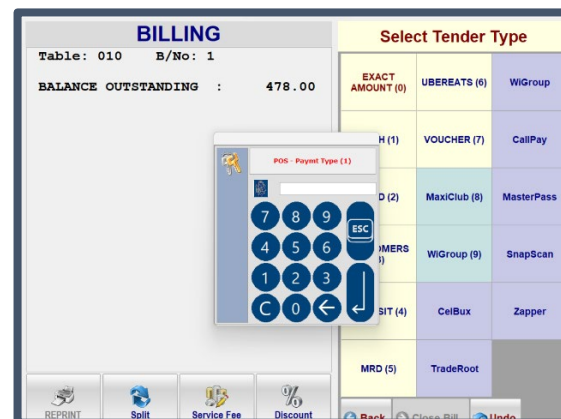 BILLING
Table: 010 B/No: 1
BALANCE OUTSTANDING : 478.00
POS - Paymt Type (1)
7 8 9
ESC
4 5 6
1 2 3
C 0
REPRINT
Split
Service Fee
Discount
Select Tender Type
EXACT AMOUNT (0)
UBEREATS (6)
WiGroup
H (1)
VOUCHER (7)
CallPay
D (2)
MaxiClub (8)
MasterPass
OMERS
3)
WiGroup (9)
SnapScan
SIT (4)
CelBux
Zapper
MRD (5)
TradeRoot
Back
Close Bill
Undo